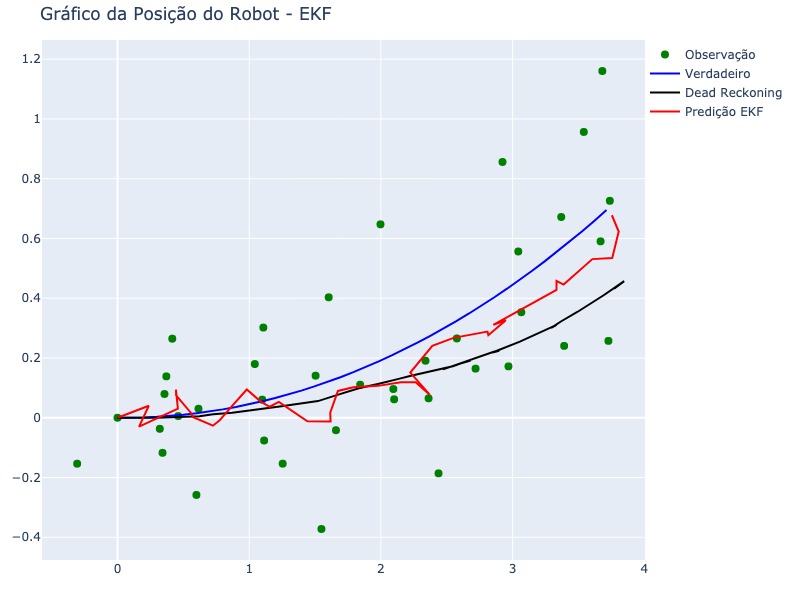 Gráfico da Posição do Robot - EKF
Observação
Verdadeiro
Dead Reckoning
Predição EKF
1.2
1
0.8
0.6
0.4
0.2
0
−0.2
−0.4
0 1 2 3 4